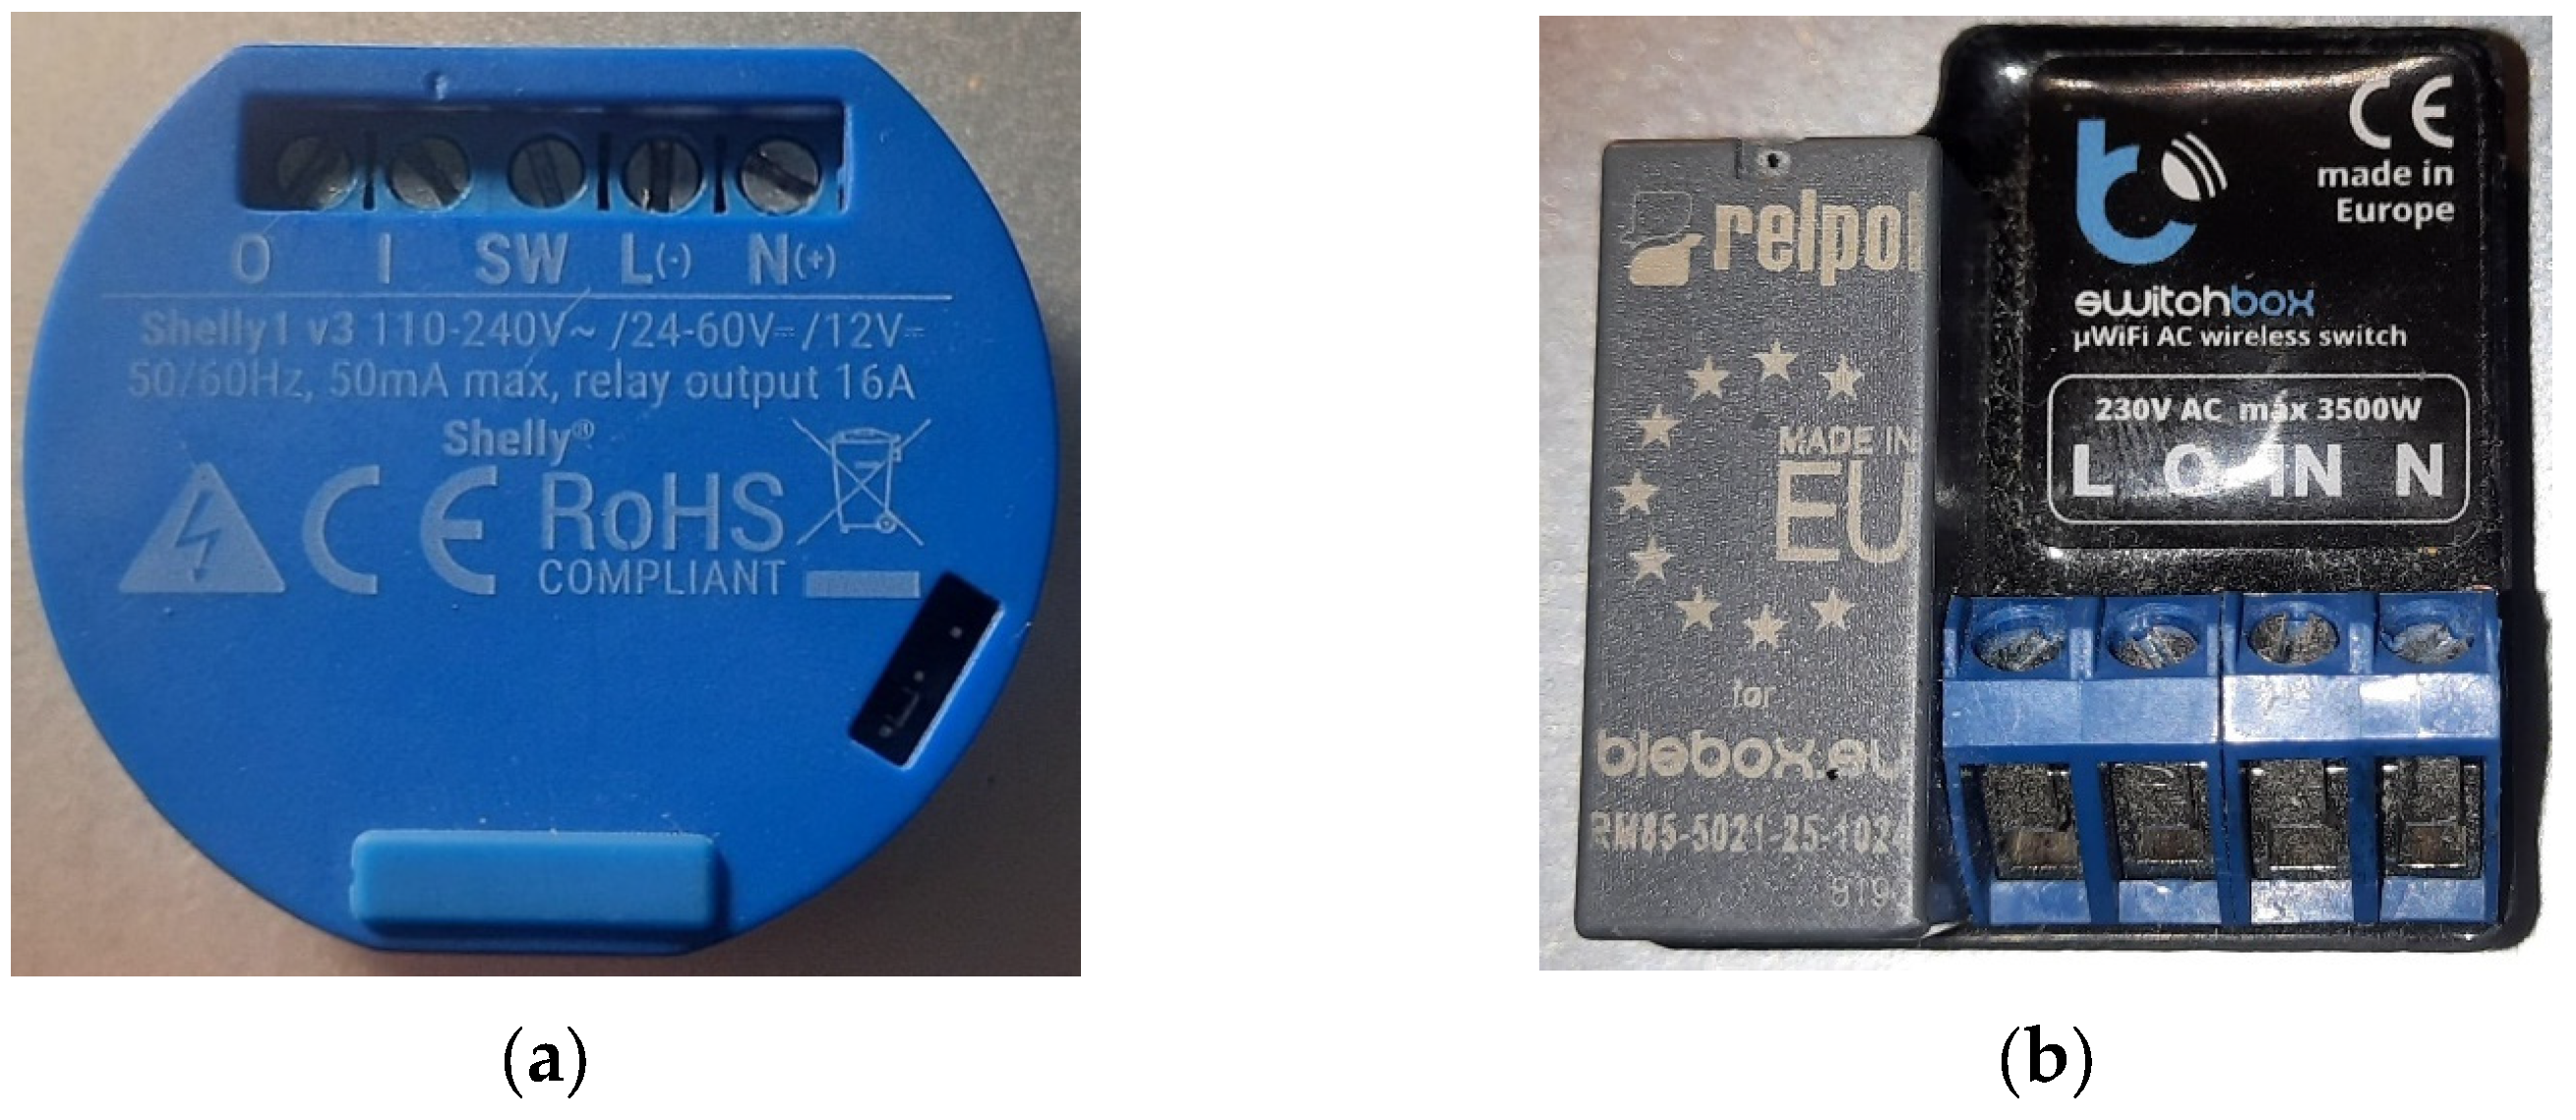 O I SW L(-) N(+)
Shelly1 v3 110-240V~ /24-60V⎓/12V⎓
50/60Hz, 50mA max, relay output 16A
Shelly®
CE RoHS
COMPLIANT
(a)
relpol
MADE IN
EU
for
blebox.eu
RM85-5021-25-1024
CE
made in
Europe
switchbox
µWiFi AC wireless switch
230V AC max 3500W
L O IN N
(b)